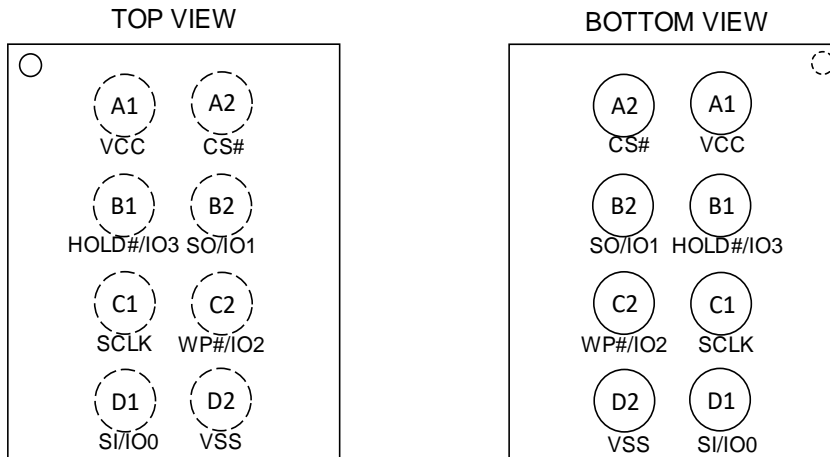 TOP VIEW
A1 A2
VCC CS#
B1 B2
HOLD#/IO3 SO/IO1
C1 C2
SCLK WP#/IO2
D1 D2
SI/IO0 VSS
BOTTOM VIEW
A2 A1
CS# VCC
B2 B1
SO/IO1 HOLD#/IO3
C2 C1
WP#/IO2 SCLK
D2 D1
VSS SI/IO0